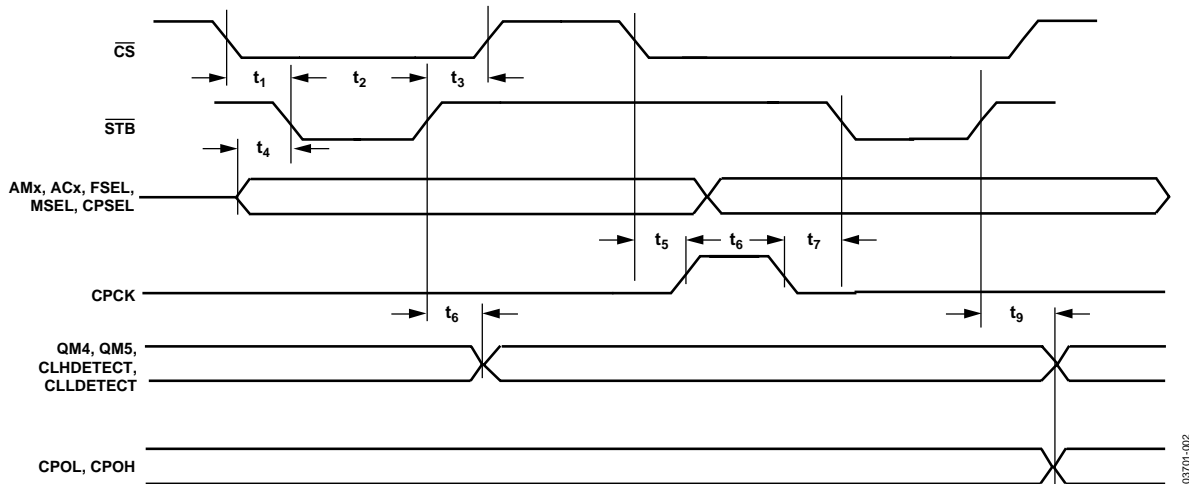 CS
t1
t2
t3
STB
t4
AMx, ACx, FSEL,
MSEL, CPSEL
t5
t6
t7
CPCK
t6
t9
QM4, QM5,
CLHDETECT,
CLLDETECT
CPOL, CPOH
03701-002